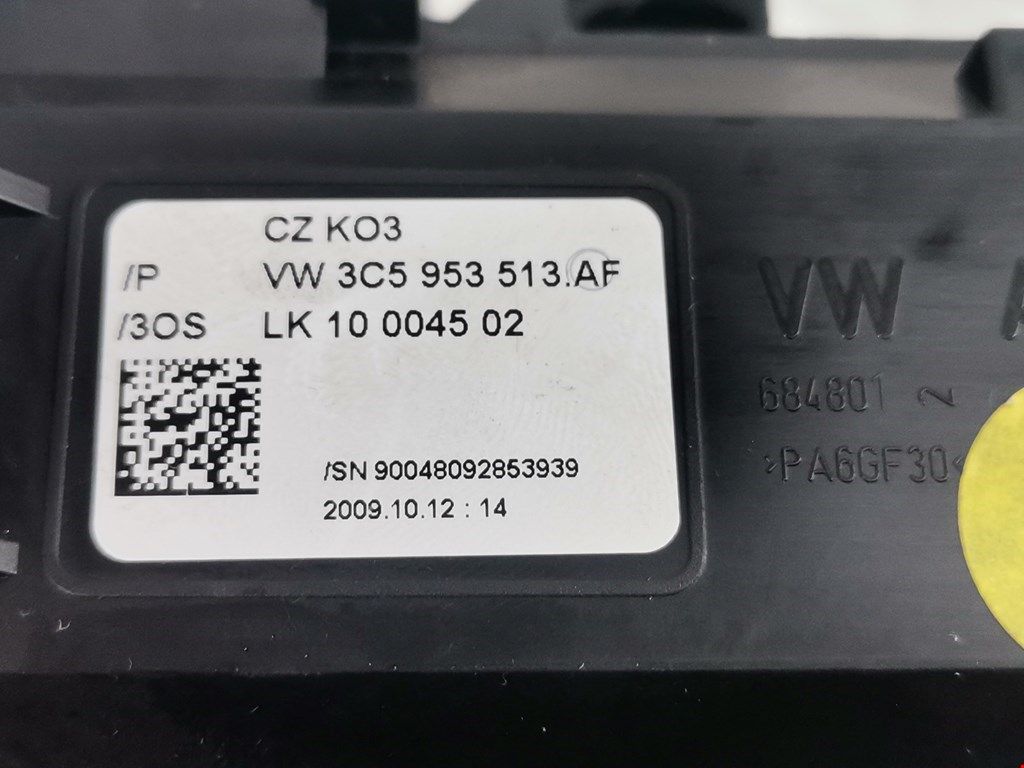 CZ KO3
/P VW 3C5 953 513.AF
/3OS LK 10 0045 02
/SN 90048092853939
2009.10.12 : 14
VW A
684801 2
>PA6GF30<